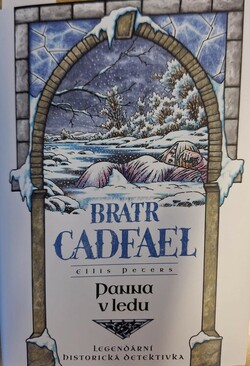 BRATR
CADFAEL
Ellis Peters
Panna
v ledu
Legendární
historická detektivka